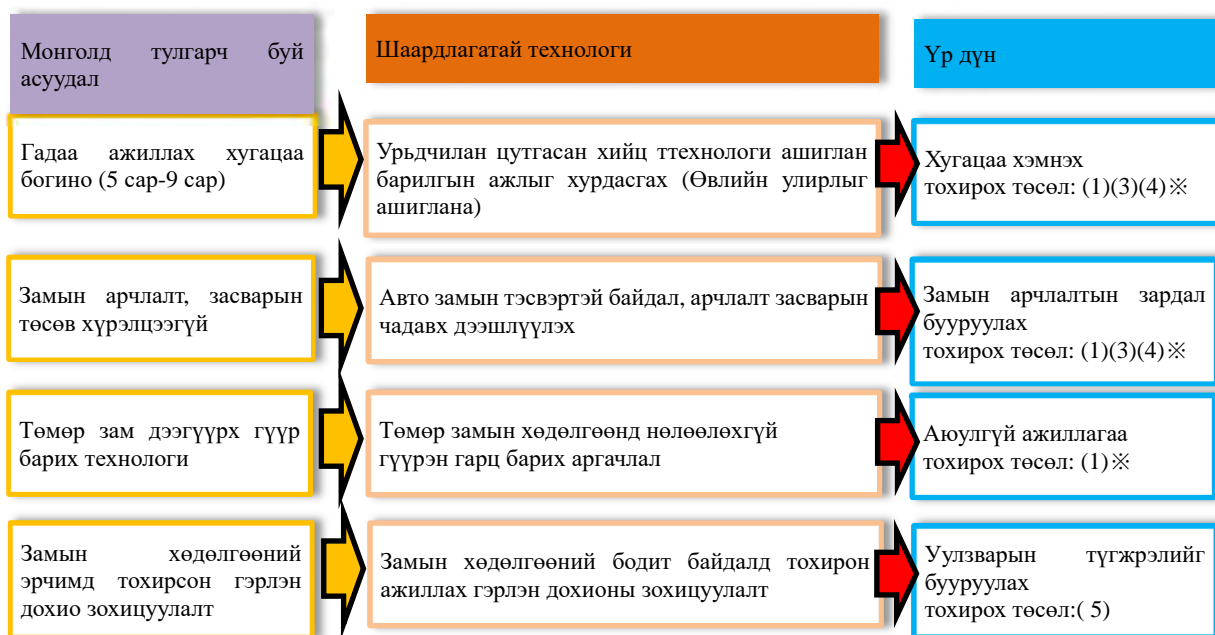 Монголд тулгарч буй
асуудал
Шаардлагатай технологи
Үр дүн
Гадаа ажиллах хугацаа
богино (5 сар-9 сар)
Урьдчилан цутгасан хийц ттехнологи ашиглан
барилгын ажлыг хурдасгах (Өвлийн улирлыг
ашиглана)
Хугацаа хэмнэх
тохирох төсөл: (1)(3)(4)※
Замын арчлалт, засварын
төсөв хүрэлцээгүй
Авто замын тэсвэртэй байдал, арчлалт засварын
чадавх дээшлүүлэх
Замын арчлалтын зардал
бууруулах
тохирох төсөл: (1)(3)(4)※
Төмөр зам дээгүүрх гүүр
барих технологи
Төмөр замын хөдөлгөөнд нөлөөлөхгүй
гүүрэн гарц барих аргачлал
Аюулгүй ажиллагаа
тохирох төсөл: (1)※
Замын хөдөлгөөний
эрчимд тохирсон гэрлэн
дохио зохицуулалт
Замын хөдөлгөөний бодит байдалд тохирон
ажиллах гэрлэн дохионы зохицуулалт
Уулзварын түгжрэлийг
бууруулах
тохирох төсөл:( 5)